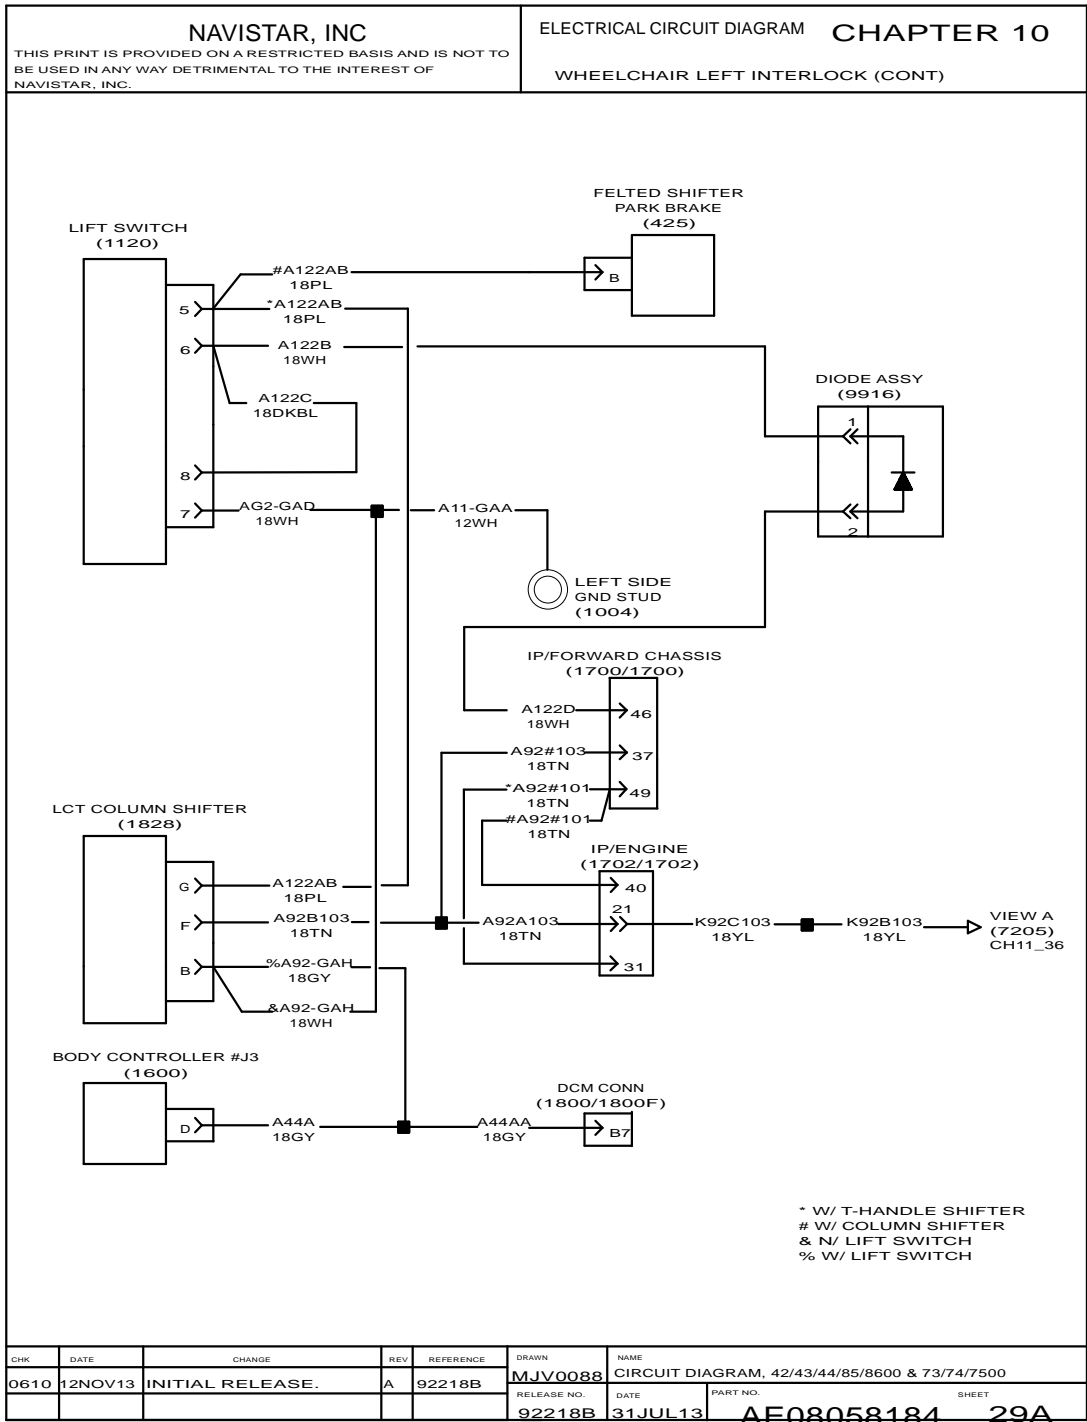 NAVISTAR, INC
THIS PRINT IS PROVIDED ON A RESTRICTED BASIS AND IS NOT TO
BE USED IN ANY WAY DETRIMENTAL TO THE INTEREST OF
NAVISTAR, INC.
ELECTRICAL CIRCUIT DIAGRAM CHAPTER 10
WHEELCHAIR LEFT INTERLOCK (CONT)
FELTED SHIFTER
PARK BRAKE
(425)
B
LIFT SWITCH
(1120)
#A122AB
18PL
5
*A122AB
18PL
6
A122B
18WH
A122C
18DKBL
8
7
AG2-GAD
18WH
A11-GAA
12WH
DIODE ASSY
(9916)
1
2
LEFT SIDE
GND STUD
(1004)
IP/FORWARD CHASSIS
(1700/1700)
A122D
18WH
46
A92#103
18TN
37
*A92#101
18TN
49
#A92#101
18TN
LCT COLUMN SHIFTER
(1828)
G
A122AB
18PL
F
A92B103
18TN
B
%A92-GAH
18GY
&A92-GAH
18WH
IP/ENGINE
(1702/1702)
40
A92A103
18TN
21
31
K92C103
18YL
K92B103
18YL
VIEW A
(7205)
CH11_36
BODY CONTROLLER #J3
(1600)
D
A44A
18GY
A44AA
18GY
DCM CONN
(1800/1800F)
B7
* W/ T-HANDLE SHIFTER
# W/ COLUMN SHIFTER
& N/ LIFT SWITCH
% W/ LIFT SWITCH
CHK DATE CHANGE REV REFERENCE
0610 12NOV13 INITIAL RELEASE. A 92218B
DRAWN
MJV0088
NAME
CIRCUIT DIAGRAM, 42/43/44/85/8600 & 73/74/7500
RELEASE NO.
92218B
DATE
31JUL13
PART NO.
AF08058184
SHEET
29A